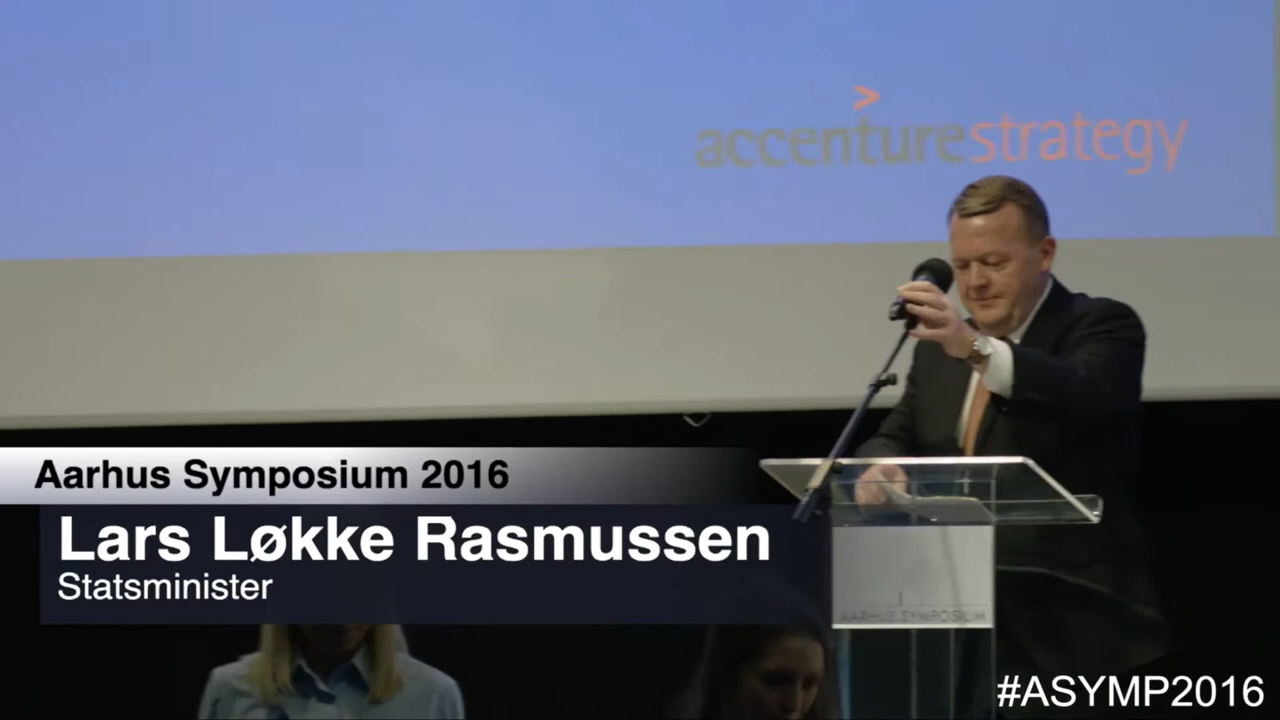 accenturestrategy
Aarhus Symposium 2016
Lars Løkke Rasmussen
Statsminister
AARHUS SYMPOSIUM
#ASYMP2016